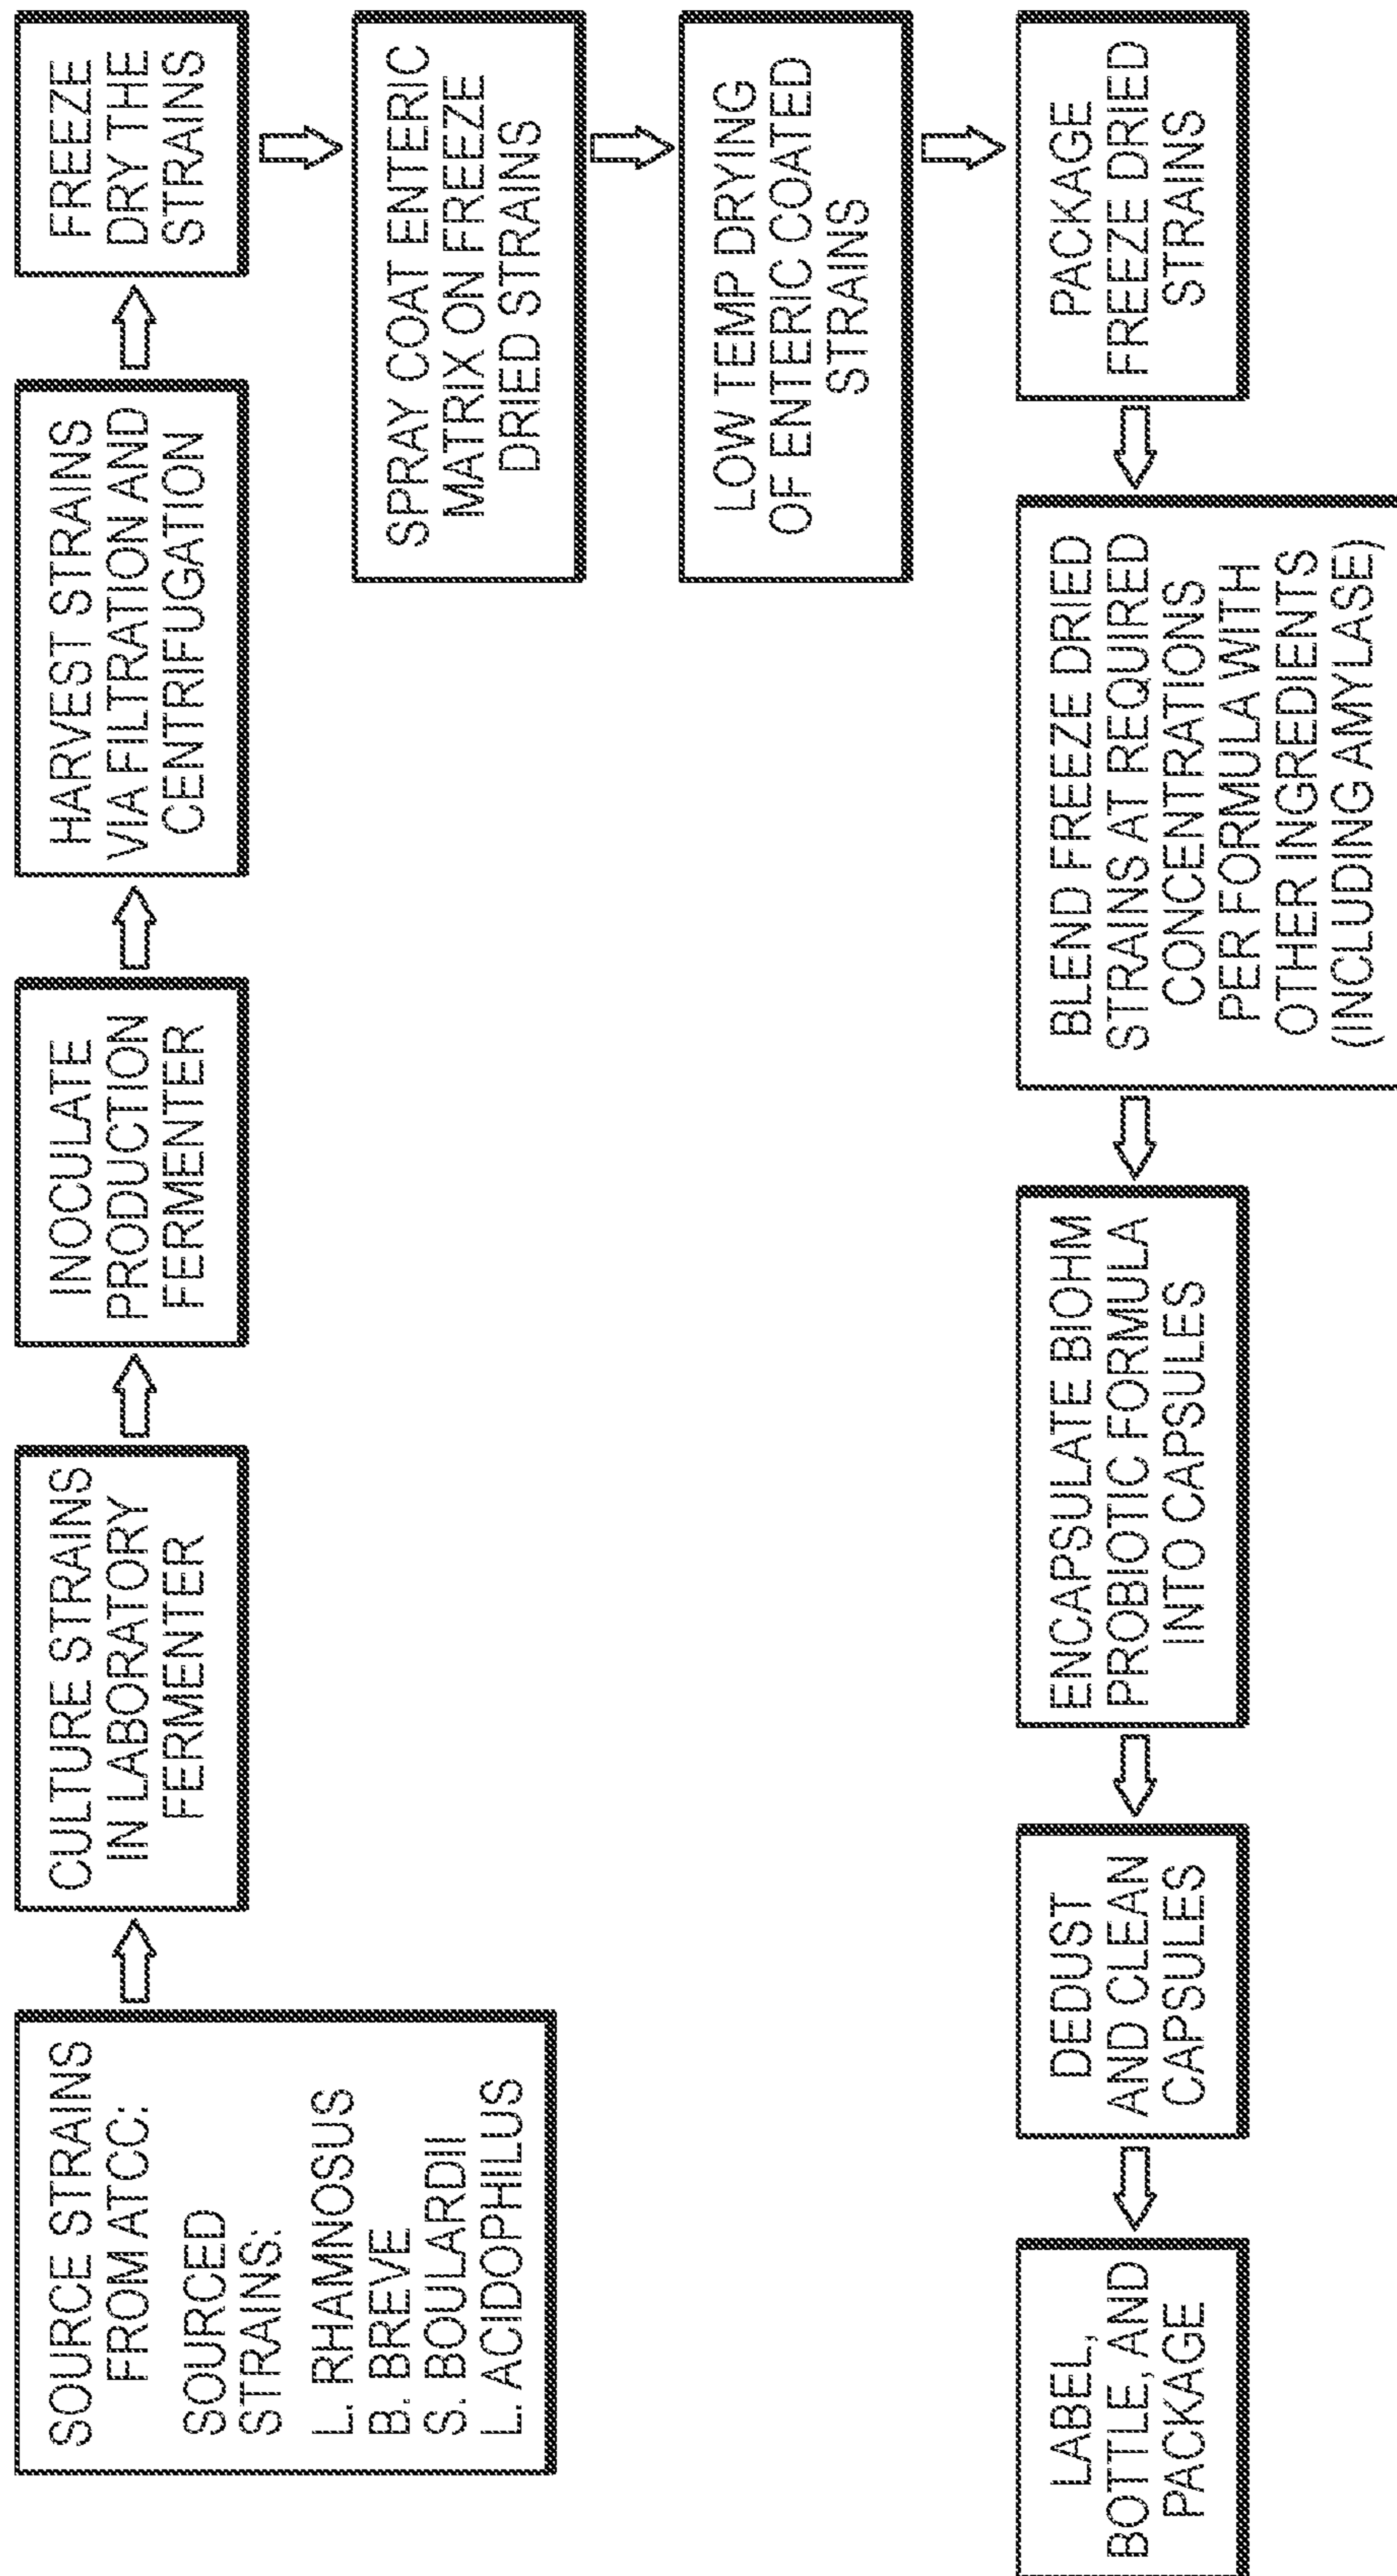 SOURCE STRAINS
FROM ATCC:
SOURCED
STRAINS:
L. RHAMNOSUS
B. BREVE
S. BOULARDII
L. ACIDOPHILUS
CULTURE STRAINS
IN LABORATORY
FERMENTER
INOCULATE
PRODUCTION
FERMENTER
HARVEST STRAINS
VIA FILTRATION AND
CENTRIFUGATION
FREEZE
DRY THE
STRAINS
SPRAY COAT ENTERIC
MATRIX ON FREEZE
DRIED STRAINS
LOW TEMP DRYING
OF ENTERIC COATED
STRAINS
PACKAGE
FREEZE DRIED
STRAINS
BLEND FREEZE DRIED
STRAINS AT REQUIRED
CONCENTRATIONS
PER FORMULA WITH
OTHER INGREDIENTS
(INCLUDING AMYLASE)
ENCAPSULATE BIOHM
PROBIOTIC FORMULA
INTO CAPSULES
DEDUST
AND CLEAN
CAPSULES
LABEL,
BOTTLE, AND
PACKAGE